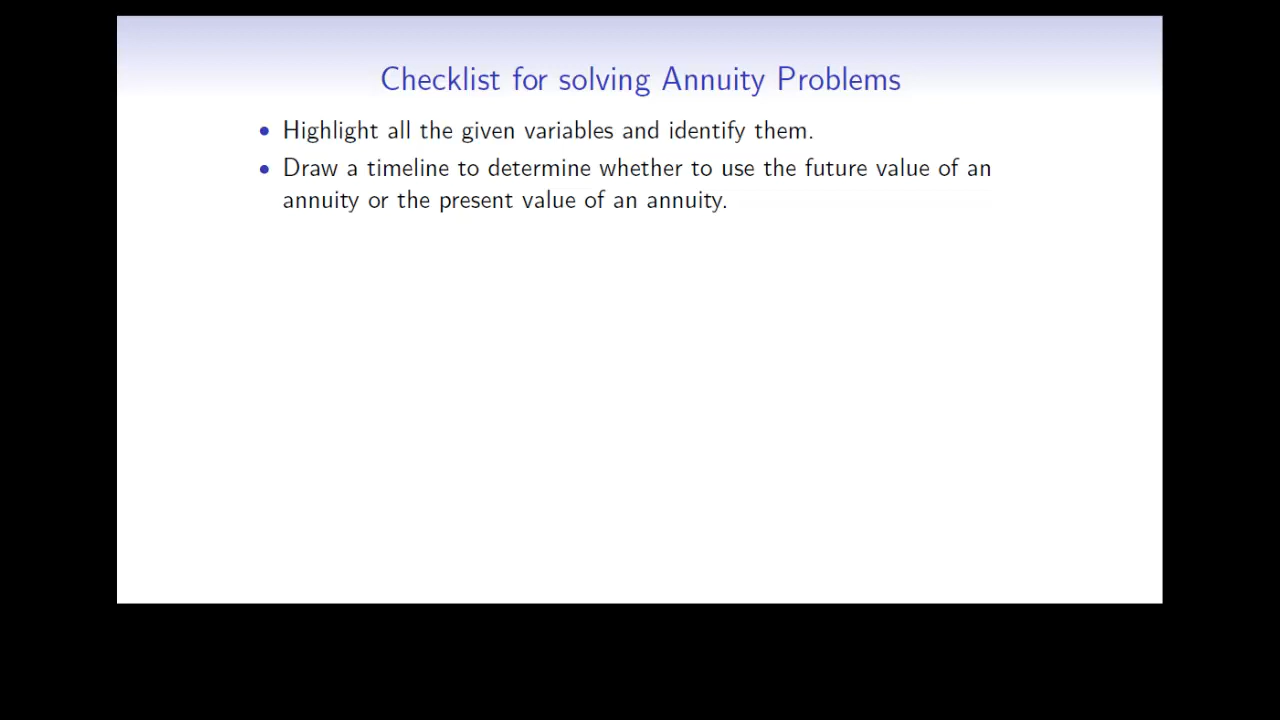 Checklist for solving Annuity Problems
• Highlight all the given variables and identify them.
• Draw a timeline to determine whether to use the future value of an
annuity or the present value of an annuity.